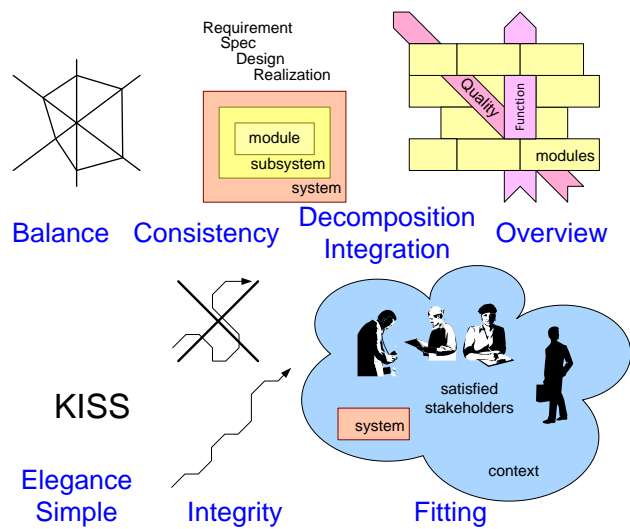 Requirement
Spec
Design
Realization
module
subsystem
system
Quality
Function
modules
Balance
Consistency
Decomposition
Integration
Overview
KISS
satisfied
stakeholders
system
context
Elegance
Simple
Integrity
Fitting